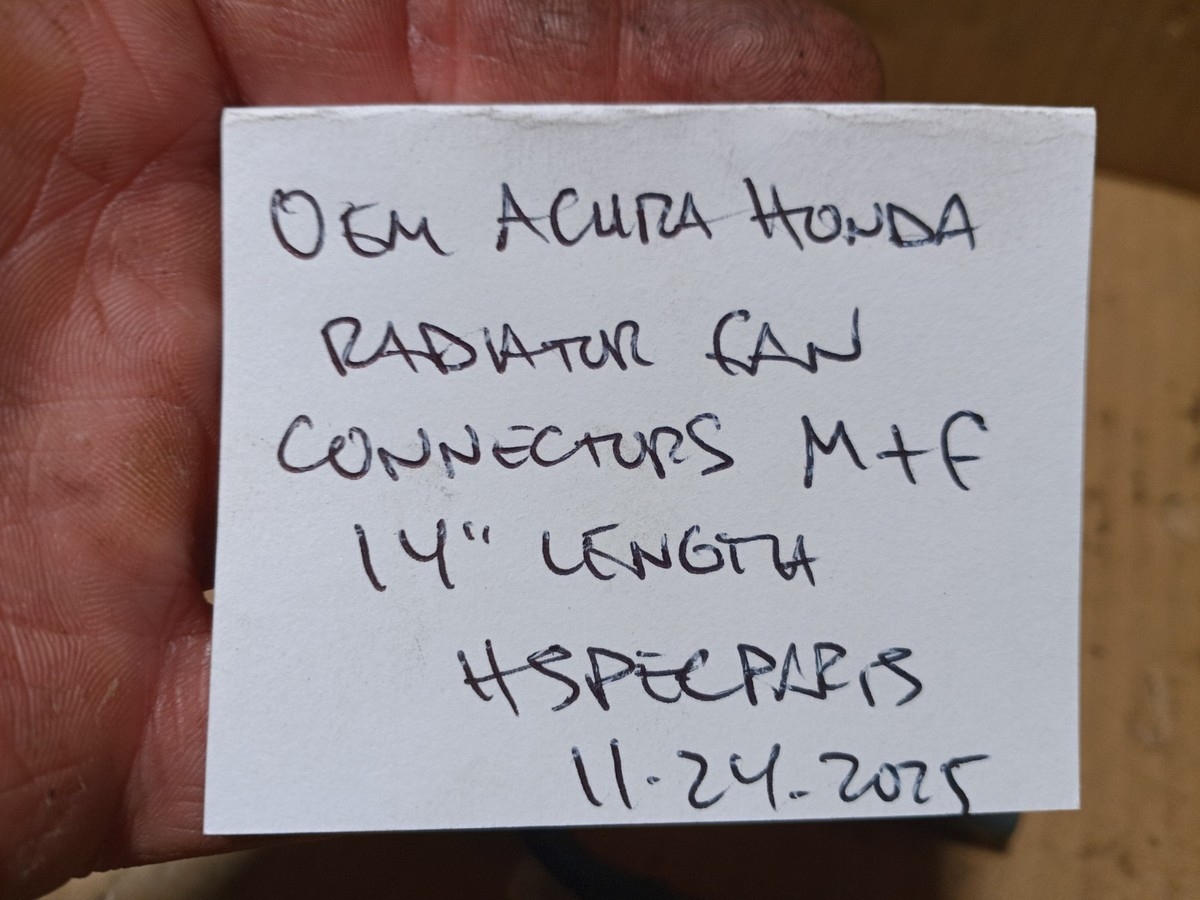 OEM ACURA HONDA
RADIATOR FAN
CONNECTORS M+F
14" LENGTH
HSPECPARTS
11.24.2025